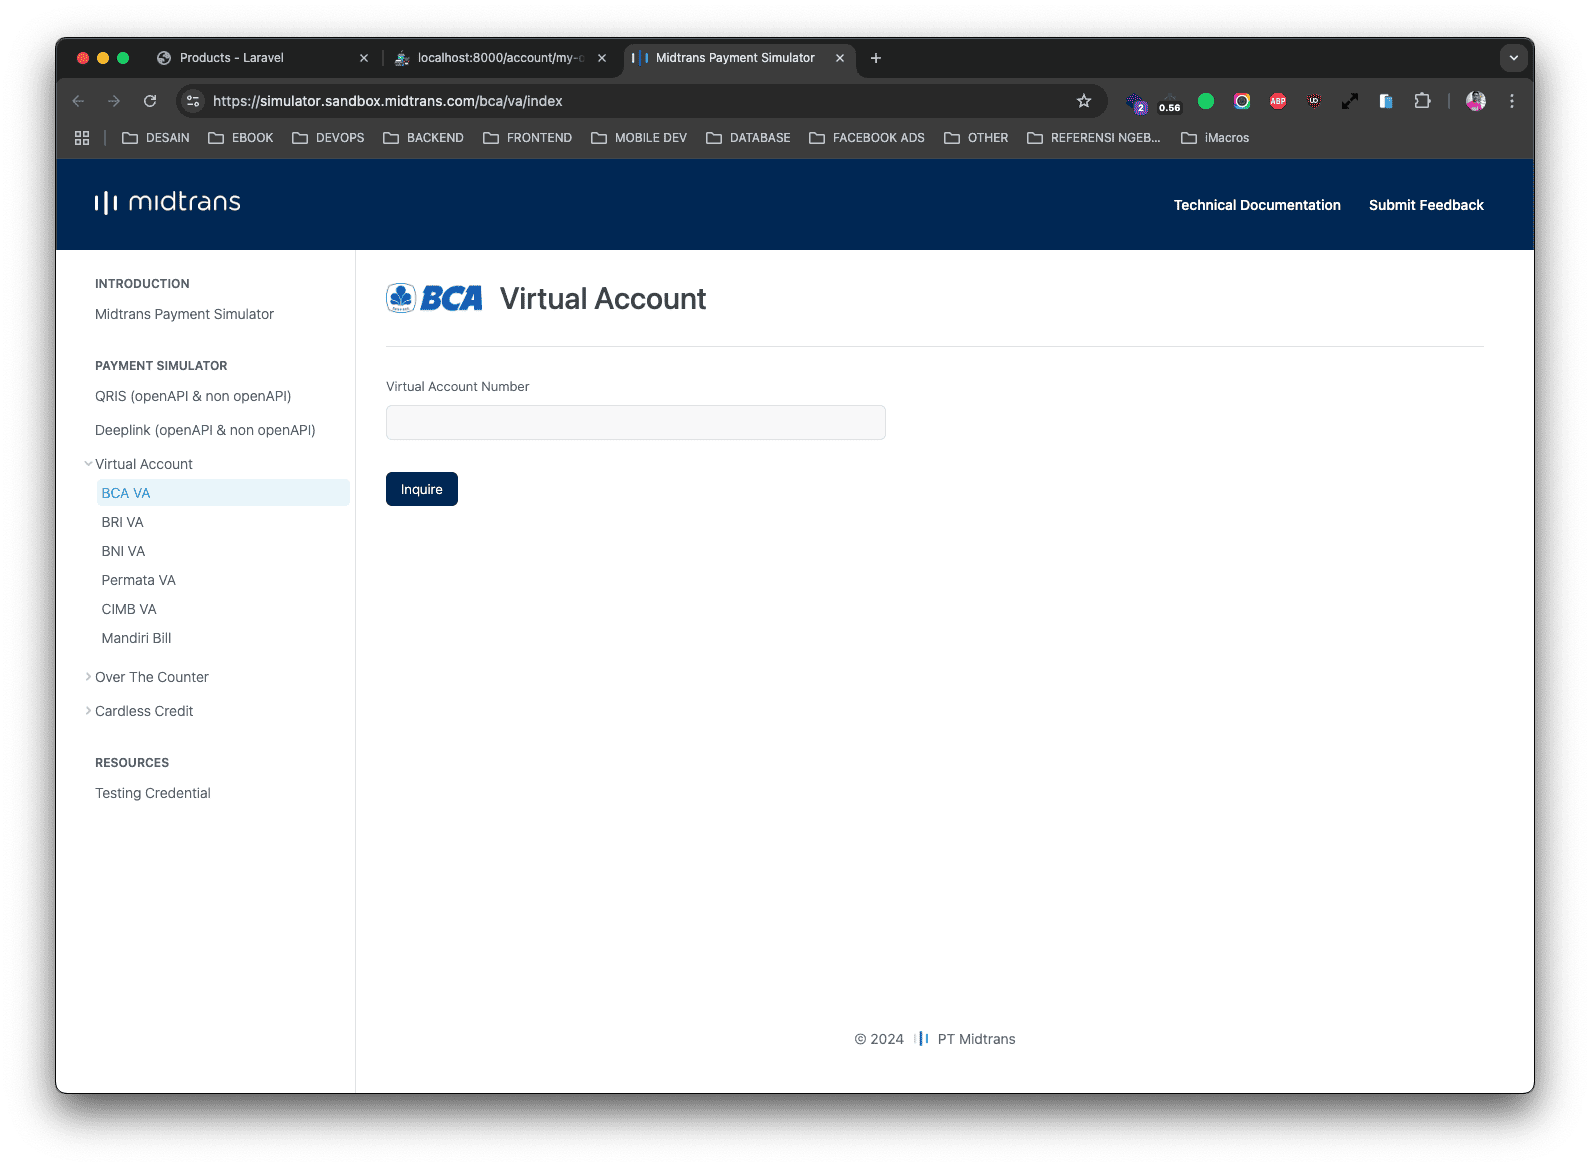 Products - Laravel
localhost:8000/account/my-o
Midtrans Payment Simulator
https://simulator.sandbox.midtrans.com/bca/va/index
2
0.56
ABP
DESAIN
EBOOK
DEVOPS
BACKEND
FRONTEND
MOBILE DEV
DATABASE
FACEBOOK ADS
OTHER
REFERENSI NGEB...
iMacros
midtrans
Technical Documentation
Submit Feedback
INTRODUCTION
Midtrans Payment Simulator
PAYMENT SIMULATOR
QRIS (openAPI & non openAPI)
Deeplink (openAPI & non openAPI)
Virtual Account
BCA VA
BRI VA
BNI VA
Permata VA
CIMB VA
Mandiri Bill
Over The Counter
Cardless Credit
RESOURCES
Testing Credential
BCA Virtual Account
Virtual Account Number
Inquire
© 2024 PT Midtrans